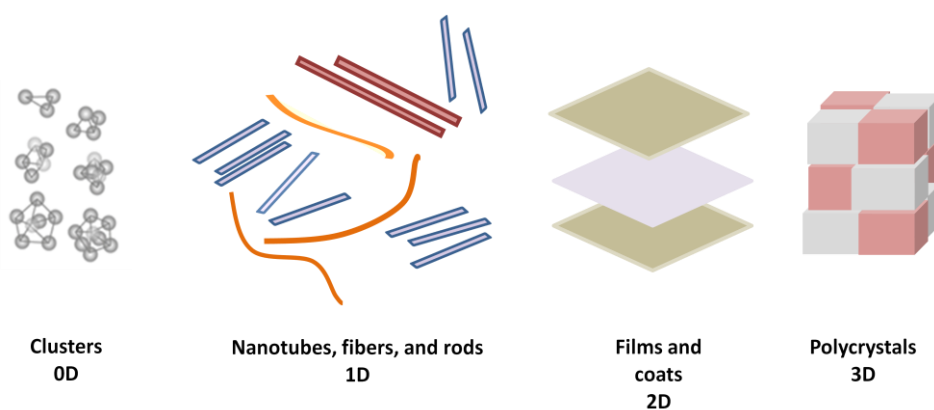 Clusters
0D
Nanotubes, fibers, and rods
1D
Films and
coats
2D
Polycrystals
3D